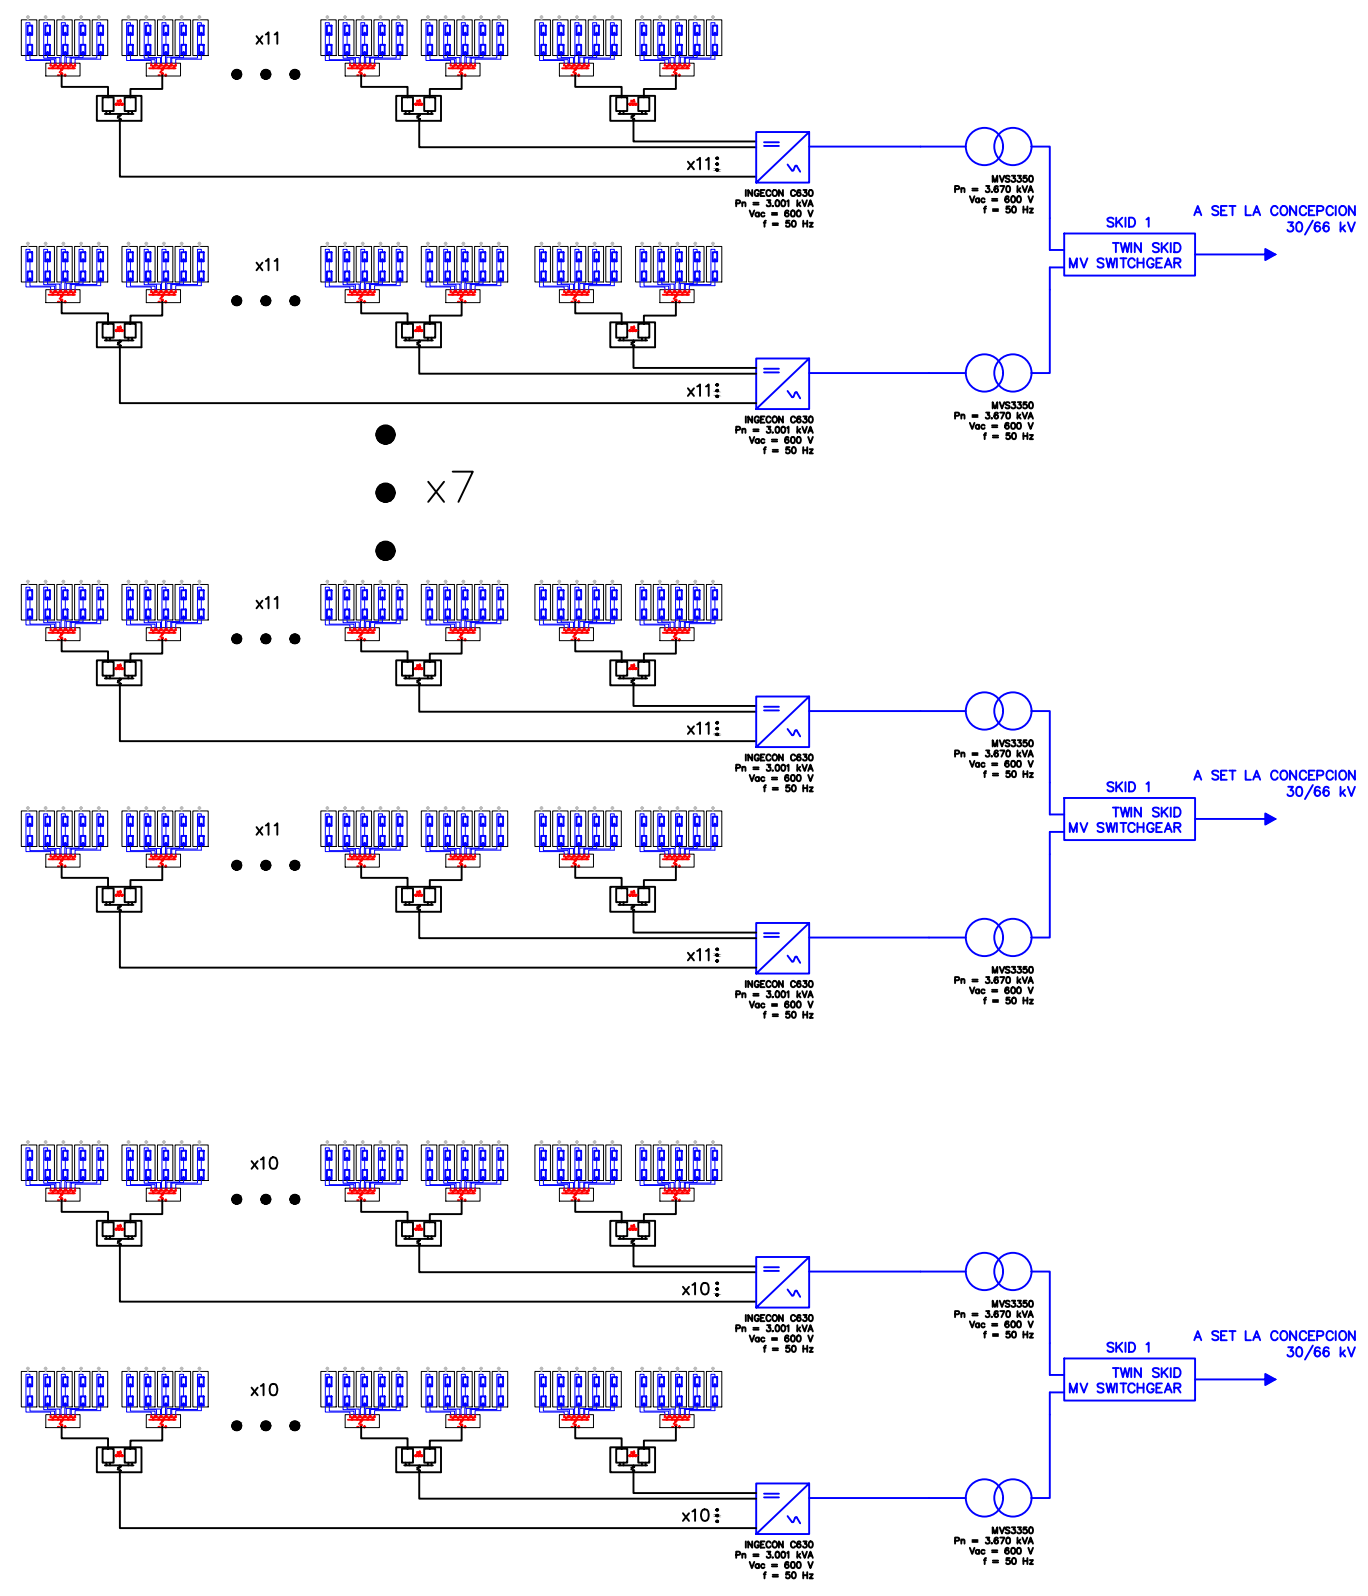 x11
x11
INGECON C630
Pn = 3.001 kVA
Vac = 600 V
f = 50 Hz
MVS3350
Pn = 3.670 kVA
Vac = 600 V
f = 50 Hz
SKID 1
TWIN SKID
MV SWITCHGEAR
A SET LA CONCEPCION
30/66 kV
x11
x11
INGECON C630
Pn = 3.001 kVA
Vac = 600 V
f = 50 Hz
MVS3350
Pn = 3.670 kVA
Vac = 600 V
f = 50 Hz
x7
x11
x11
INGECON C630
Pn = 3.001 kVA
Vac = 600 V
f = 50 Hz
MVS3350
Pn = 3.670 kVA
Vac = 600 V
f = 50 Hz
SKID 1
TWIN SKID
MV SWITCHGEAR
A SET LA CONCEPCION
30/66 kV
x11
x11
INGECON C630
Pn = 3.001 kVA
Vac = 600 V
f = 50 Hz
MVS3350
Pn = 3.670 kVA
Vac = 600 V
f = 50 Hz
x10
x10
INGECON C630
Pn = 3.001 kVA
Vac = 600 V
f = 50 Hz
MVS3350
Pn = 3.670 kVA
Vac = 600 V
f = 50 Hz
SKID 1
TWIN SKID
MV SWITCHGEAR
A SET LA CONCEPCION
30/66 kV
x10
x10
INGECON C630
Pn = 3.001 kVA
Vac = 600 V
f = 50 Hz
MVS3350
Pn = 3.670 kVA
Vac = 600 V
f = 50 Hz